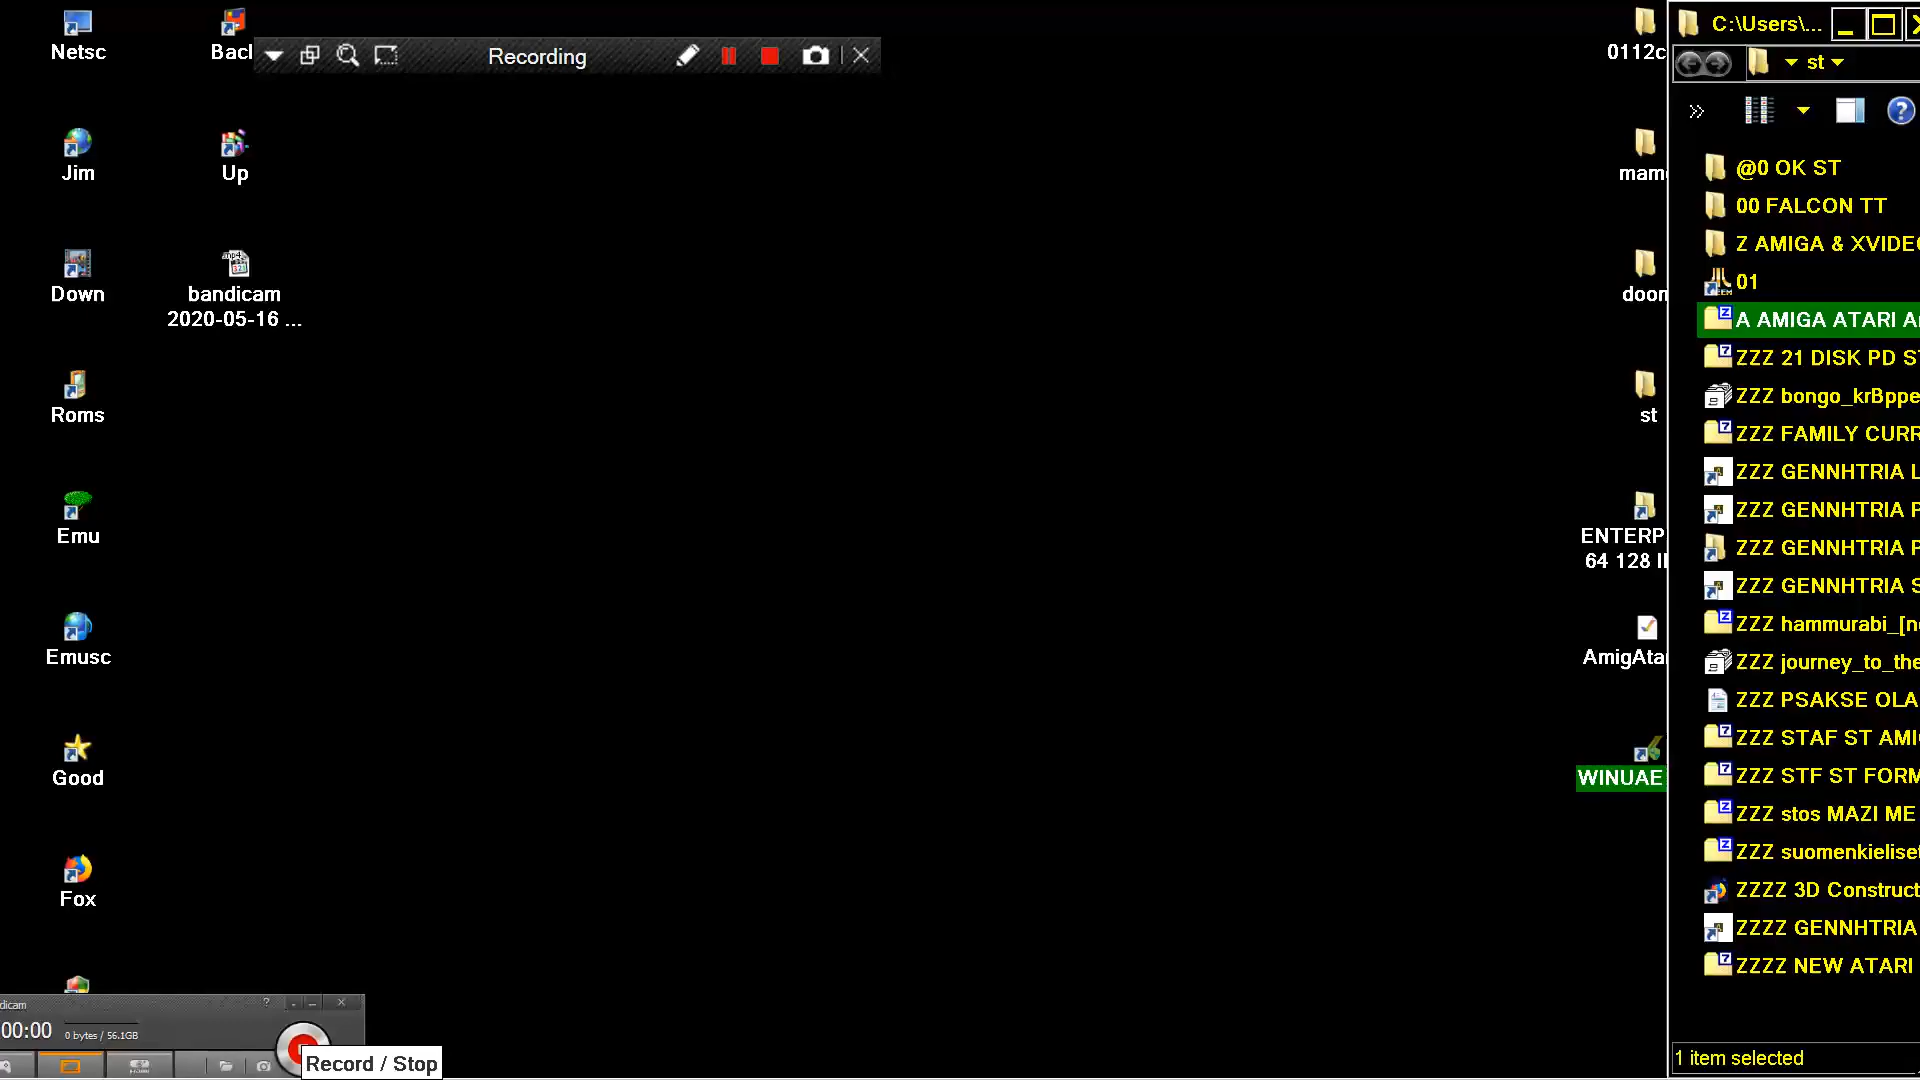 Netsc
Bacl
Recording
0112c
C:\Users\...
st
Jim
Up
mam
@0 OK ST
00 FALCON TT
Z AMIGA & XVIDEO
01
Down
bandicam
2020-05-16 ...
doom
A AMIGA ATARI A
ZZZ 21 DISK PD S
Roms
st
ZZZ bongo_krBppe
ZZZ FAMILY CURR
ZZZ GENNHTRIA L
ZZZ GENNHTRIA P
Emu
ENTERP
64 128
ZZZ GENNHTRIA P
ZZZ GENNHTRIA S
Emusc
AmigAta
ZZZ hammurabi_[n
ZZZ journey_to_the
ZZZ PSAKSE OLA
Good
WINUAE
ZZZ STAF ST AMI
ZZZ STF ST FORM
ZZZ stos MAZI ME
Fox
ZZZ suomenkieliset
ZZZZ 3D Construct
ZZZZ GENNHTRIA
ZZZZ NEW ATARI
dicam
00:00
0 bytes / 56.1GB
Record / Stop
1 item selected